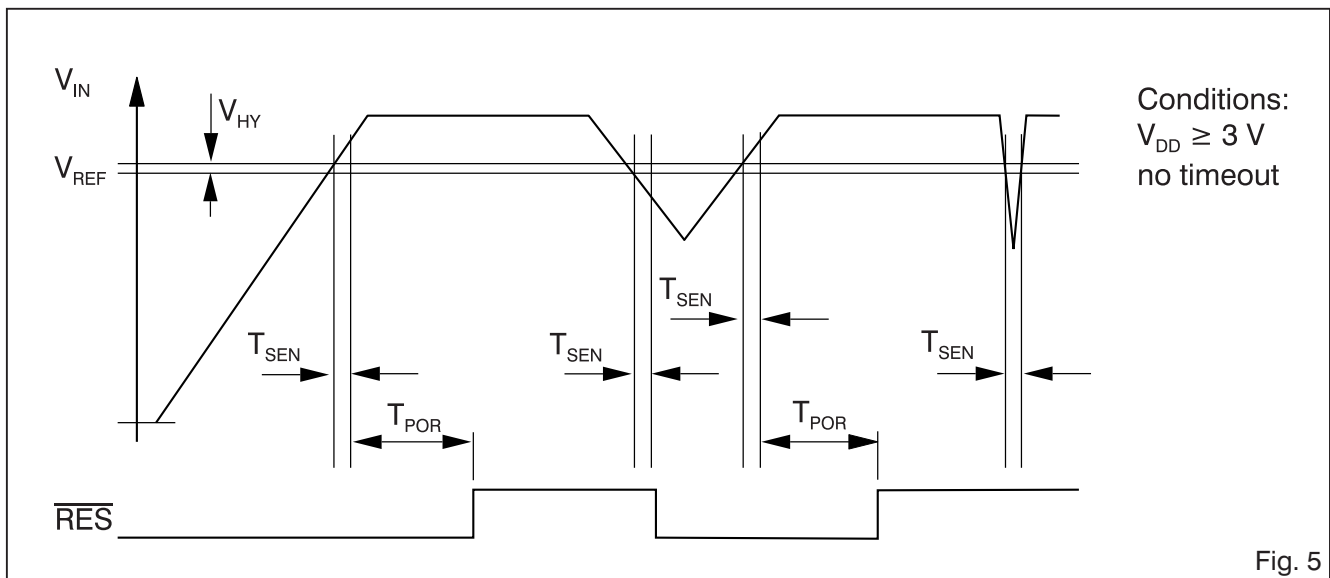 V_IN
V_HY
Conditions:
V_DD ≥ 3 V
no timeout
V_REF
T_SEN
T_SEN
T_SEN
T_SEN
T_POR
T_POR
RES
Fig. 5